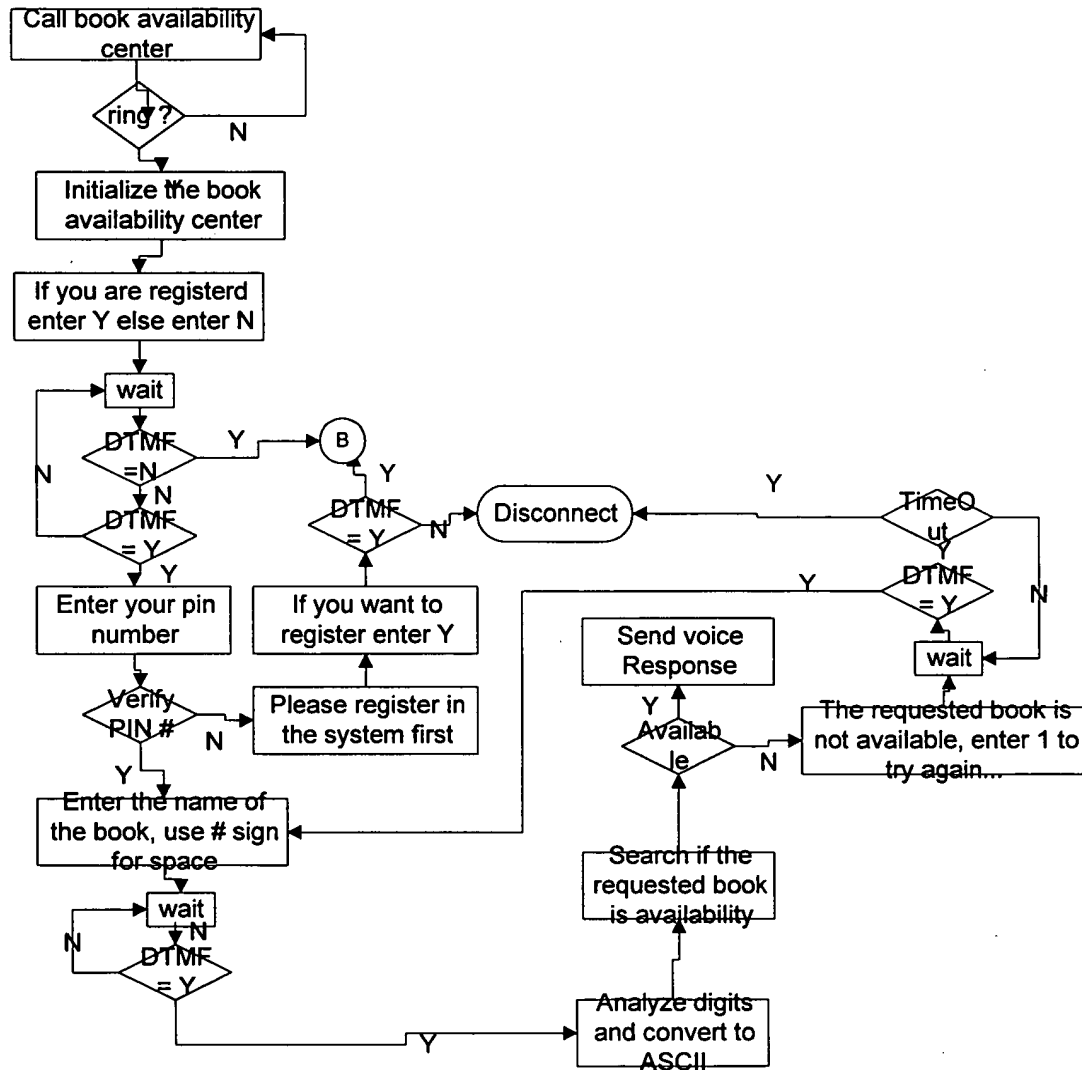 Call book availability
center
ring ?
N
Y
Initialize the book
availability center
If you are registerd
enter Y else enter N
wait
DTMF
=N
Y
B
N
N
DTMF
= Y
Y
Enter your pin
number
Verify
PIN #
N
Please register in
the system first
If you want to
register enter Y
DTMF
= Y
Y
N
Disconnect
Y
Enter the name of
the book, use # sign
for space
wait
N
N
DTMF
= Y
Y
Analyze digits
and convert to
ASCII
Search if the
requested book
is availability
Availab
le
Y
Send voice
Response
N
The requested book is
not available, enter 1 to
try again...
wait
DTMF
= Y
Y
Y
TimeO
ut
Y
N